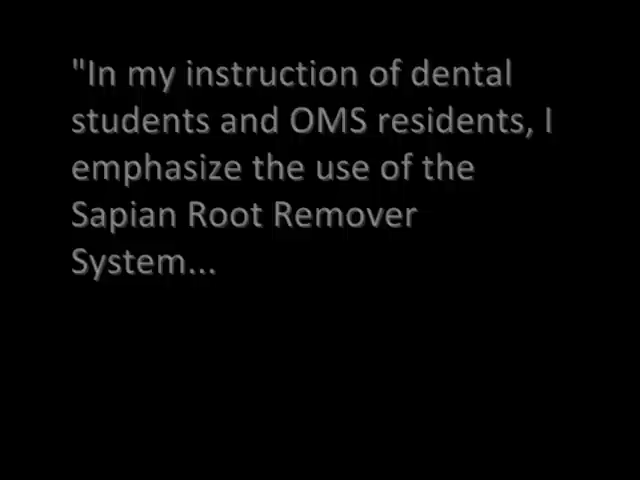 "In my instruction of dental
students and OMS residents, I
emphasize the use of the
Sapian Root Remover
System...